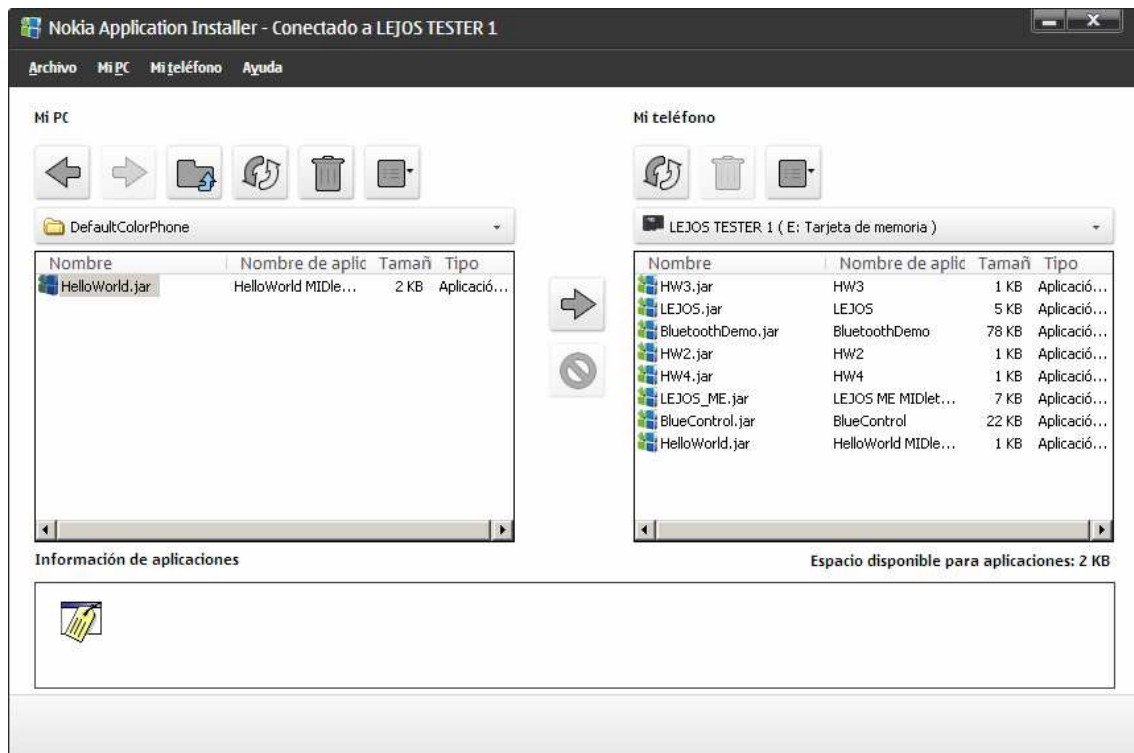 Nokia Application Installer - Conectado a LEJOS TESTER 1
Archivo Mi PC Mi teléfono Ayuda
Mi PC
Mi teléfono
DefaultColorPhone
LEJOS TESTER 1 ( E: Tarjeta de memoria )
Nombre Nombre de aplic Tamañ Tipo
HelloWorld.jar HelloWorld MIDle... 2 KB Aplicació...
Nombre Nombre de aplic Tamañ Tipo
HW3.jar HW3 1 KB Aplicació...
LEJOS.jar LEJOS 5 KB Aplicació...
BluetoothDemo.jar BluetoothDemo 78 KB Aplicació...
HW2.jar HW2 1 KB Aplicació...
HW4.jar HW4 1 KB Aplicació...
LEJOS_ME.jar LEJOS ME MIDlet... 7 KB Aplicació...
BlueControl.jar BlueControl 22 KB Aplicació...
HelloWorld.jar HelloWorld MIDle... 1 KB Aplicació...
Información de aplicaciones
Espacio disponible para aplicaciones: 2 KB